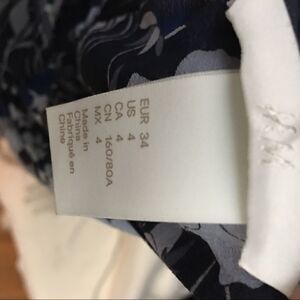 EUR 34
US 4
CA 4
CN 160/80A
MX 4
Made in
China
Fabriqué en
Chine
H&M